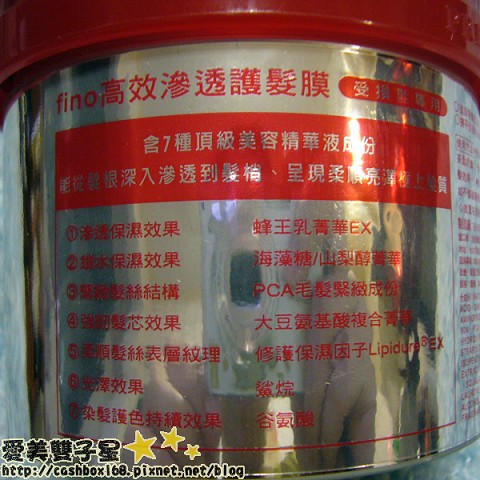 fino高效滲透護髮膜 愛損髮專用
含7種頂級美容精華液成份
能從髮根深入滲透到髮梢、呈現柔順亮澤極上髮質
①滲透保濕效果 蜂王乳菁華EX
②鎖水保濕效果 海藻糖/山梨醇菁華
③緊緻髮絲結構 PCA毛髮緊緻成份
④強韌髮芯效果 大豆氨基酸複合菁華
⑤柔順髮絲表層紋理 修護保濕因子Lipidure®EX
⑥光澤效果 鯊烷
⑦染髮護色持續效果 谷氨酸
愛美雙子星
http://cashbox168.pixnet.net/blog